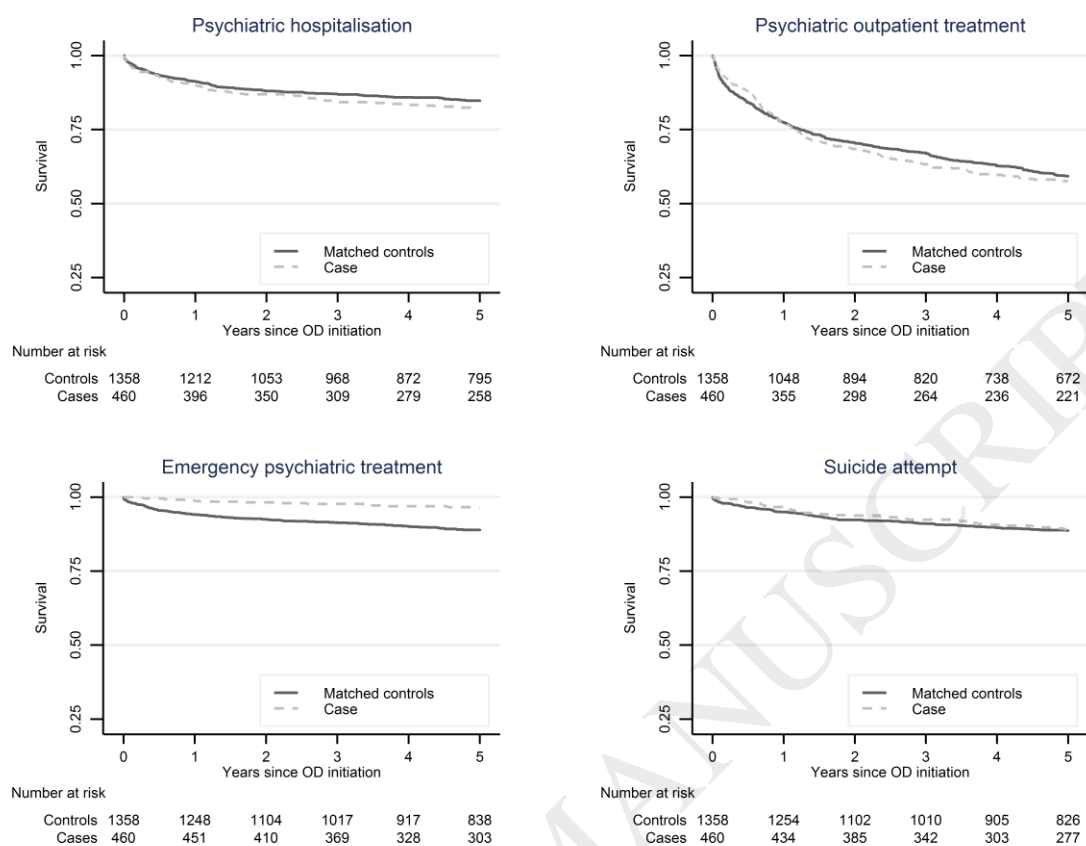 Psychiatric hospitalisation
Survival
1.00
0.75
0.50
0.25
Matched controls
Case
0 1 2 3 4 5
Years since OD initiation
Number at risk
Controls 1358 1212 1053 968 872 795
Cases 460 396 350 309 279 258
Psychiatric outpatient treatment
Survival
1.00
0.75
0.50
0.25
Matched controls
Case
0 1 2 3 4 5
Years since OD initiation
Number at risk
Controls 1358 1048 894 820 738 672
Cases 460 355 298 264 236 221
Emergency psychiatric treatment
Survival
1.00
0.75
0.50
0.25
Matched controls
Case
0 1 2 3 4 5
Years since OD initiation
Number at risk
Controls 1358 1248 1104 1017 917 838
Cases 460 451 410 369 328 303
Suicide attempt
Survival
1.00
0.75
0.50
0.25
Matched controls
Case
0 1 2 3 4 5
Years since OD initiation
Number at risk
Controls 1358 1254 1102 1010 905 826
Cases 460 434 385 342 303 277
MANUSCRIP